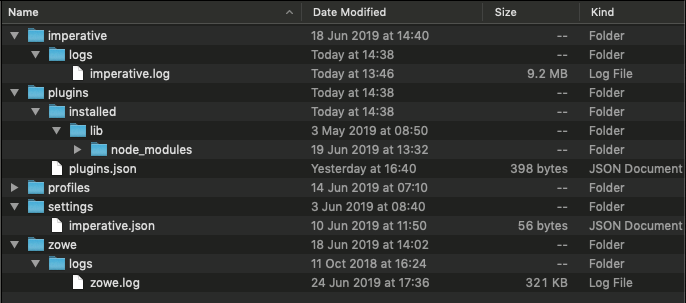 Name Date Modified Size Kind
imperative 18 Jun 2019 at 14:40 -- Folder
logs Today at 14:38 -- Folder
imperative.log Today at 13:46 9.2 MB Log File
plugins Today at 14:38 -- Folder
installed Today at 14:38 -- Folder
lib 3 May 2019 at 08:50 -- Folder
node_modules 19 Jun 2019 at 13:32 -- Folder
plugins.json Yesterday at 16:40 398 bytes JSON Document
profiles 14 Jun 2019 at 07:10 -- Folder
settings 3 Jun 2019 at 08:40 -- Folder
imperative.json 10 Jun 2019 at 11:50 56 bytes JSON Document
zowe 18 Jun 2019 at 14:02 -- Folder
logs 11 Oct 2018 at 16:24 -- Folder
zowe.log 24 Jun 2019 at 17:36 321 KB Log File